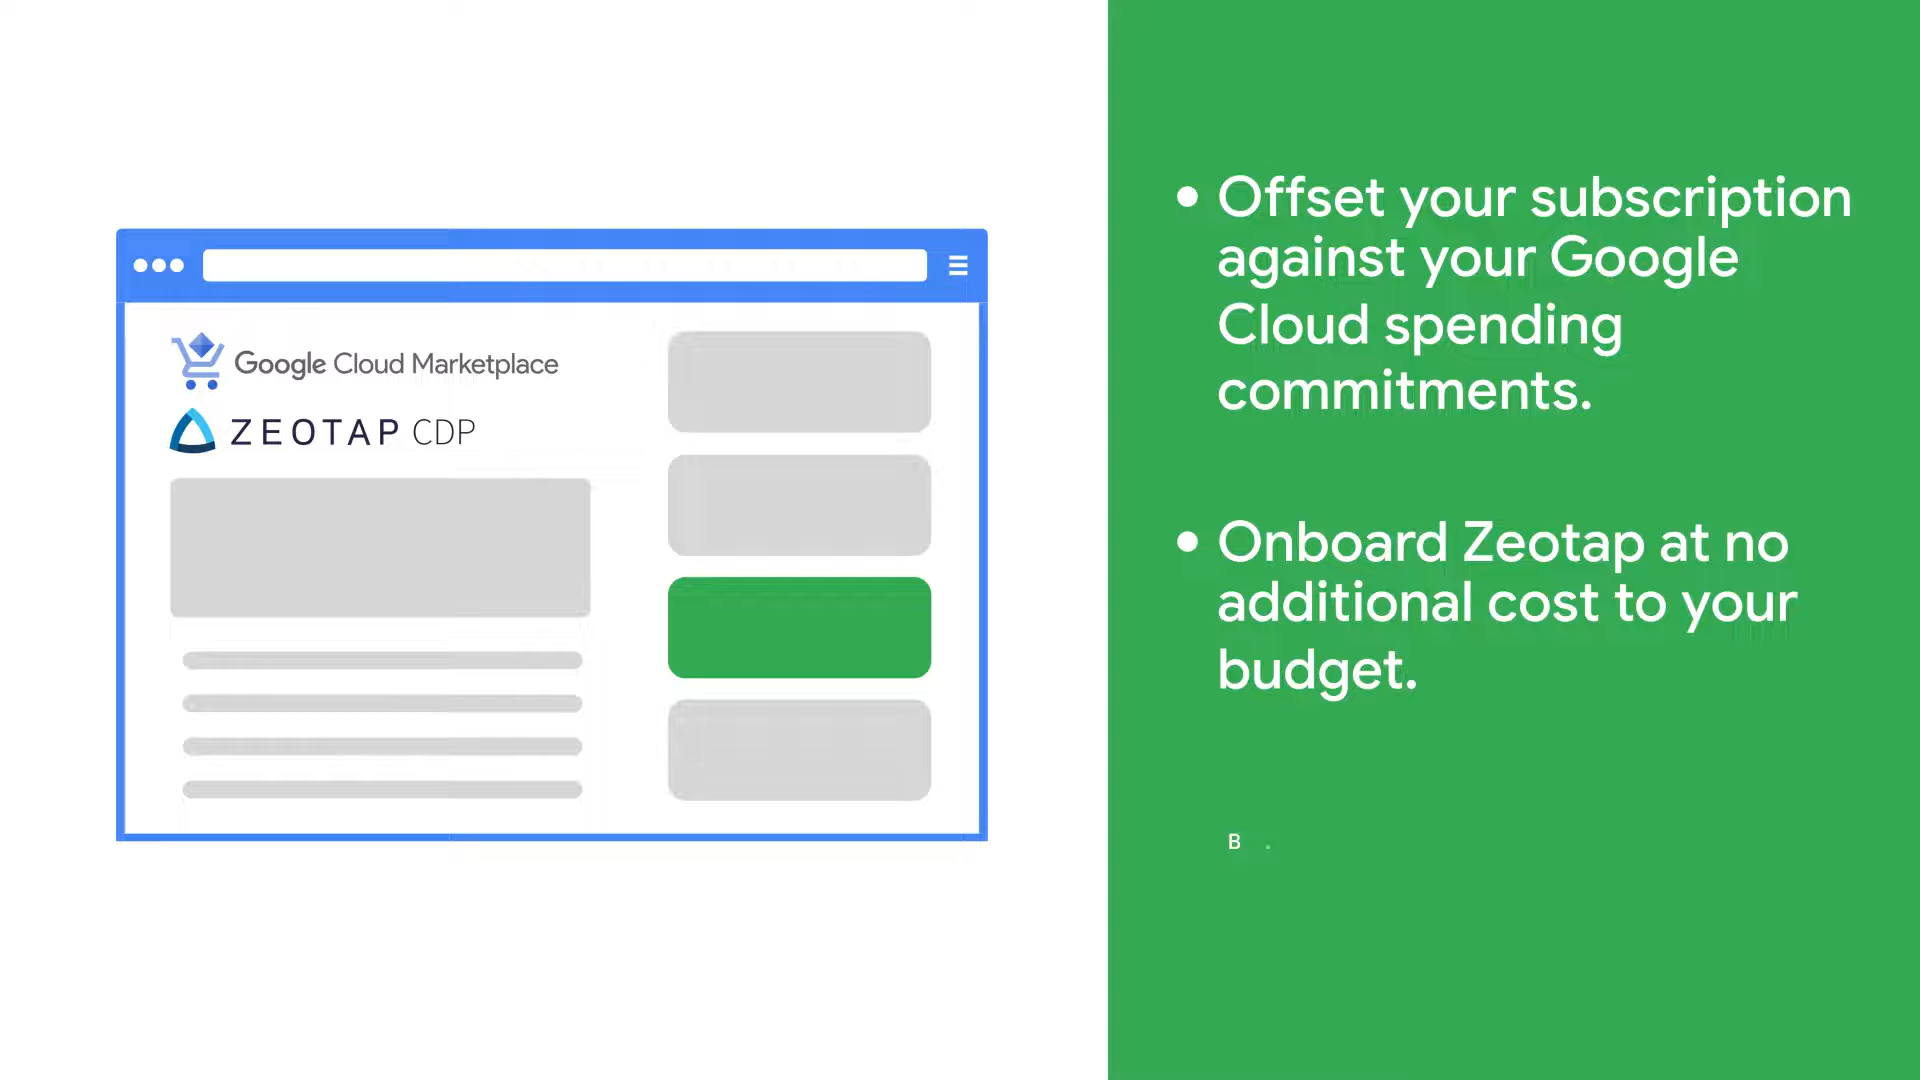 Google Cloud Marketplace
ZEOTAP CDP
• Offset your subscription
against your Google
Cloud spending
commitments.
• Onboard Zeotap at no
additional cost to your
budget.
B .